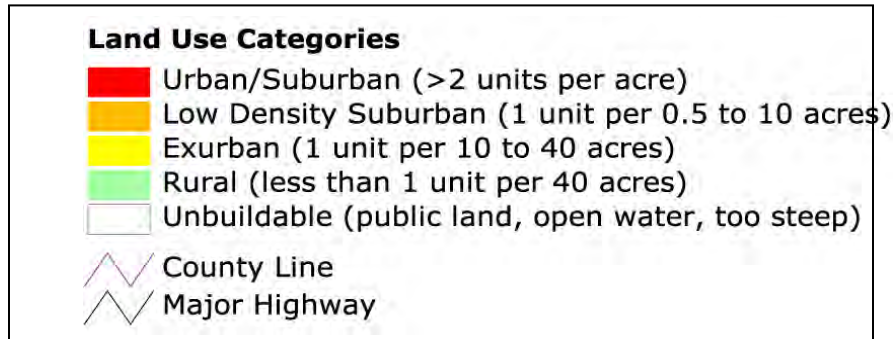 Land Use Categories
Urban/Suburban (>2 units per acre)
Low Density Suburban (1 unit per 0.5 to 10 acres)
Exurban (1 unit per 10 to 40 acres)
Rural (less than 1 unit per 40 acres)
Unbuildable (public land, open water, too steep)
County Line
Major Highway